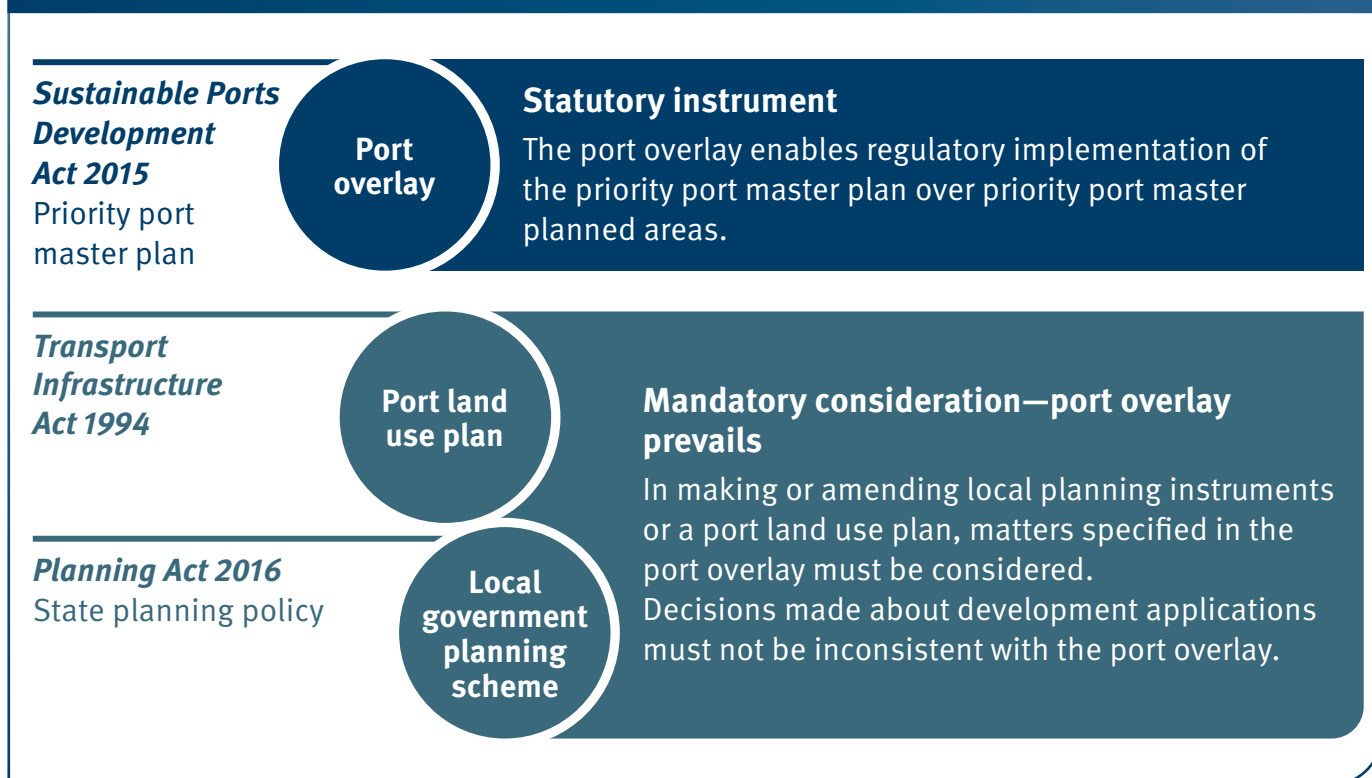 Sustainable Ports
Development
Act 2015
Priority port
master plan
Port
overlay
Statutory instrument
The port overlay enables regulatory implementation of
the priority port master plan over priority port master
planned areas.
Transport
Infrastructure
Act 1994
Port land
use plan
Planning Act 2016
State planning policy
Local
government
planning
scheme
Mandatory consideration—port overlay
prevails
In making or amending local planning instruments
or a port land use plan, matters specified in the
port overlay must be considered.
Decisions made about development applications
must not be inconsistent with the port overlay.